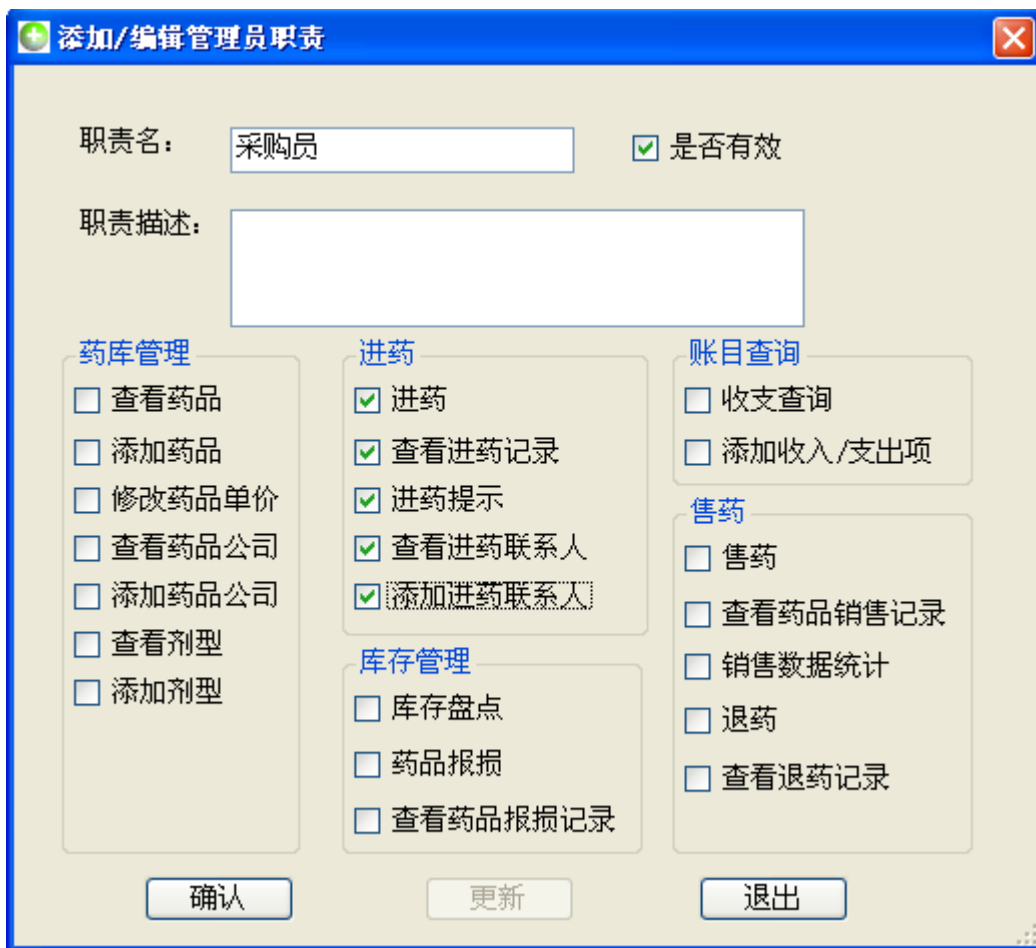 添加/编辑管理员职责
职责名：
采购员
是否有效
职责描述：
药库管理
查看药品
添加药品
修改药品单价
查看药品公司
添加药品公司
查看剂型
添加剂型
进药
进药
查看进药记录
进药提示
查看进药联系人
添加进药联系人
库存管理
库存盘点
药品报损
查看药品报损记录
账目查询
收支查询
添加收入/支出项
售药
售药
查看药品销售记录
销售数据统计
退药
查看退药记录
确认
更新
退出